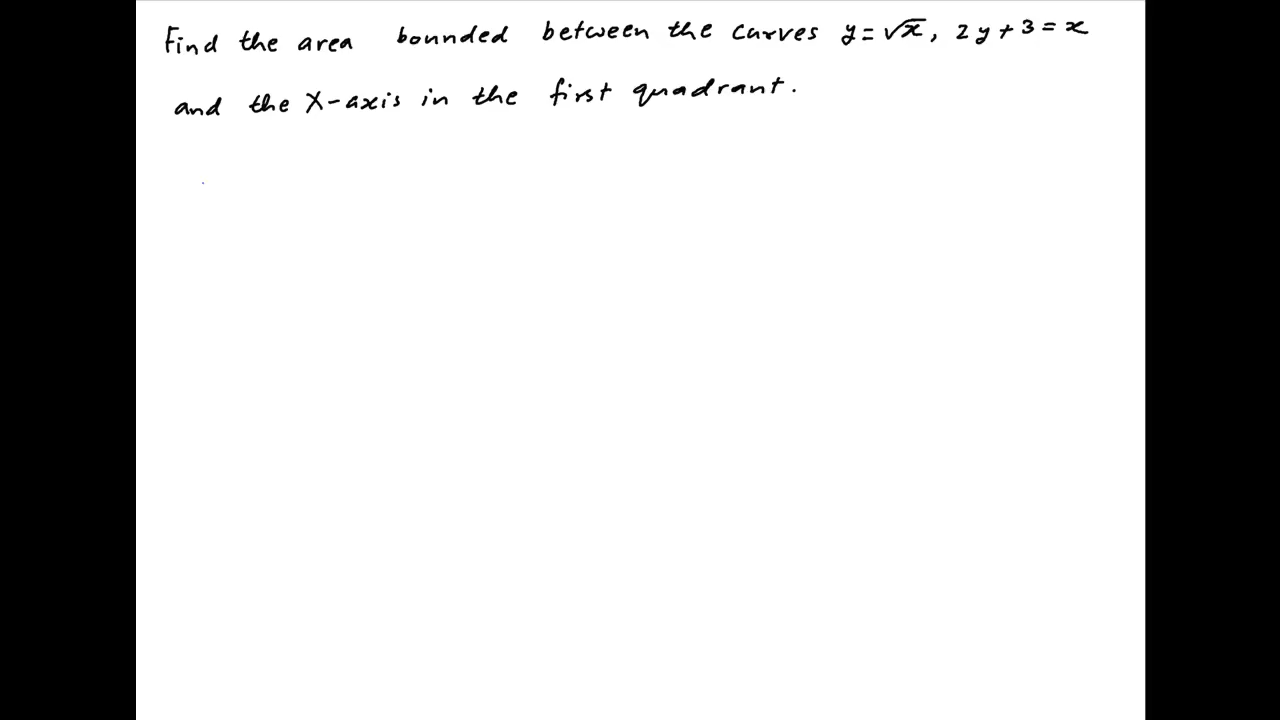 Find the area bounded between the curves y = √x, 2y + 3 = x
and the X-axis in the first quadrant.